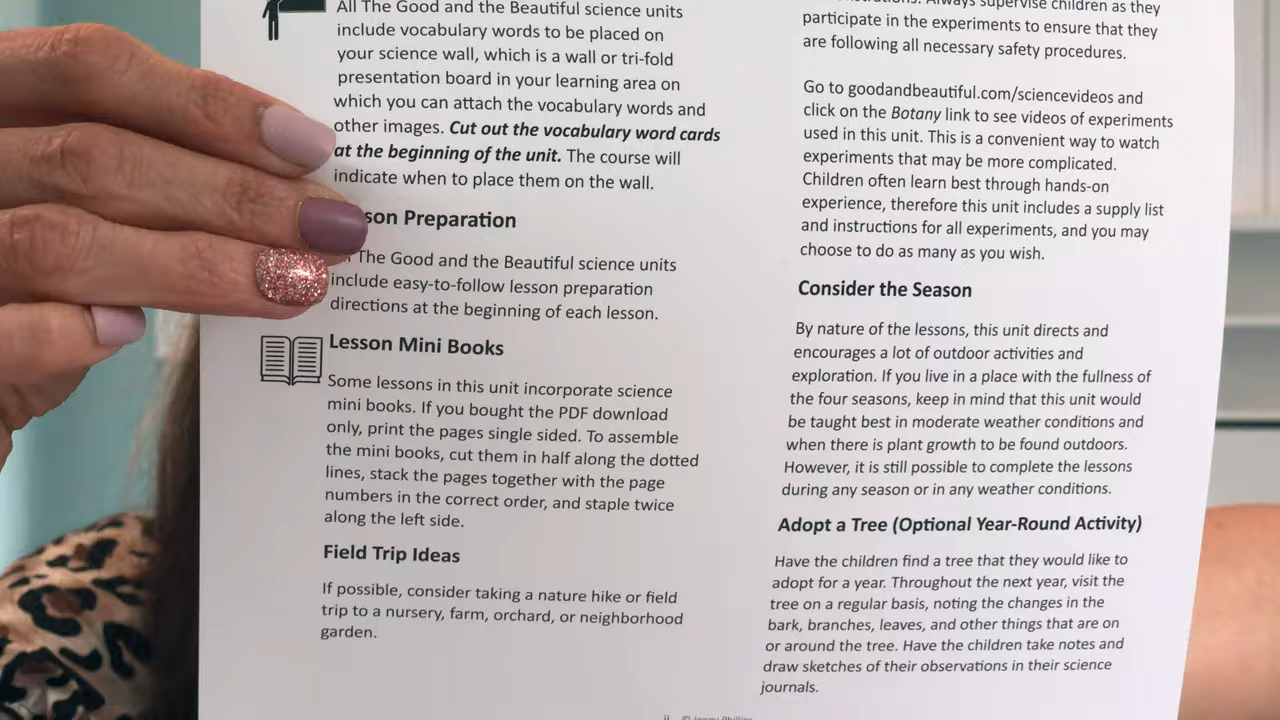 All The Good and the Beautiful science units
include vocabulary words to be placed on
your science wall, which is a wall or tri-fold
presentation board in your learning area on
which you can attach the vocabulary words and
other images. Cut out the vocabulary word cards
at the beginning of the unit. The course will
indicate when to place them on the wall.
son Preparation
The Good and the Beautiful science units
include easy-to-follow lesson preparation
directions at the beginning of each lesson.
Lesson Mini Books
Some lessons in this unit incorporate science
mini books. If you bought the PDF download
only, print the pages single sided. To assemble
the mini books, cut them in half along the dotted
lines, stack the pages together with the page
numbers in the correct order, and staple twice
along the left side.
Field Trip Ideas
If possible, consider taking a nature hike or field
trip to a nursery, farm, orchard, or neighborhood
garden.
Always supervise children as they
participate in the experiments to ensure that they
are following all necessary safety procedures.
Go to goodandbeautiful.com/sciencevideos and
click on the Botany link to see videos of experiments
used in this unit. This is a convenient way to watch
experiments that may be more complicated.
Children often learn best through hands-on
experience, therefore this unit includes a supply list
and instructions for all experiments, and you may
choose to do as many as you wish.
Consider the Season
By nature of the lessons, this unit directs and
encourages a lot of outdoor activities and
exploration. If you live in a place with the fullness of
the four seasons, keep in mind that this unit would
be taught best in moderate weather conditions and
when there is plant growth to be found outdoors.
However, it is still possible to complete the lessons
during any season or in any weather conditions.
Adopt a Tree (Optional Year-Round Activity)
Have the children find a tree that they would like to
adopt for a year. Throughout the next year, visit the
tree on a regular basis, noting the changes in the
bark, branches, leaves, and other things that are on
or around the tree. Have the children take notes and
draw sketches of their observations in their science
journals.